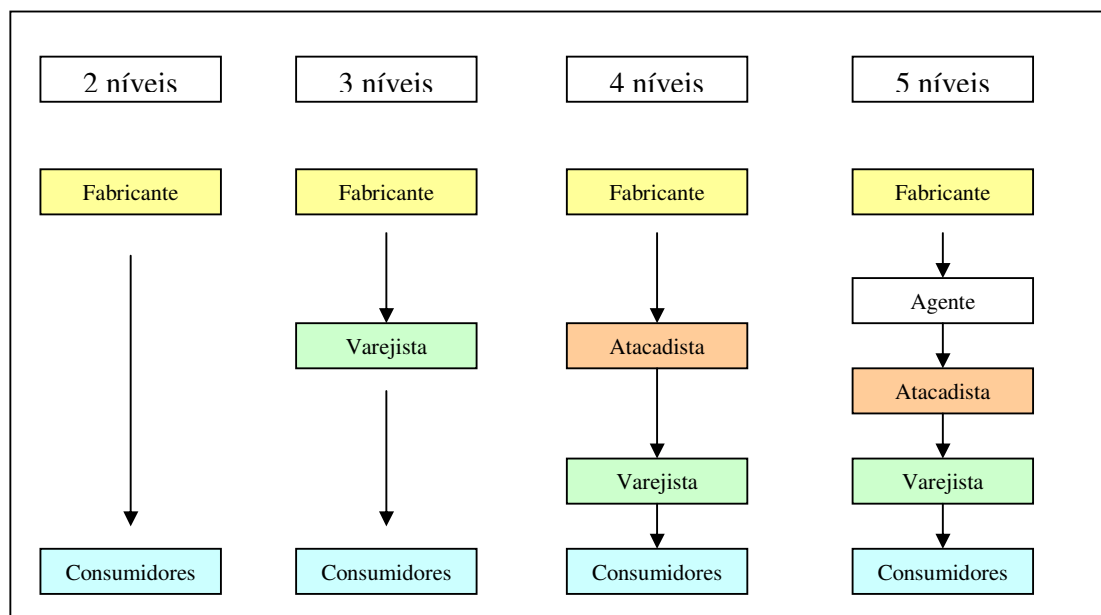 2 níveis
3 níveis
4 níveis
5 níveis
Fabricante
Fabricante
Fabricante
Fabricante
Agente
Varejista
Atacadista
Atacadista
Varejista
Varejista
Consumidores
Consumidores
Consumidores
Consumidores